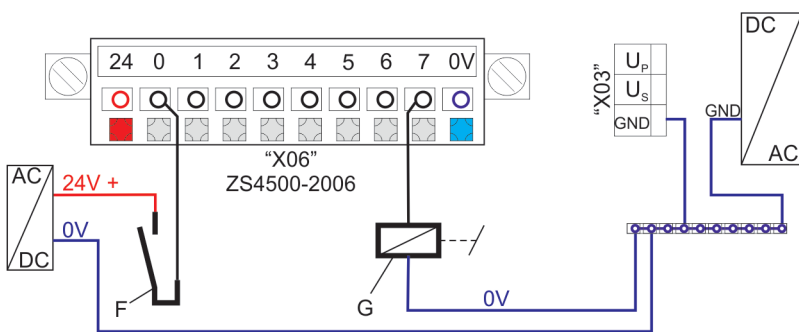 24 0 1 2 3 4 5 6 7 0V
"X06"
ZS4500-2006
AC
DC
24V +
0V
F
G
0V
"X03"
UP
US
GND
GND
DC
AC